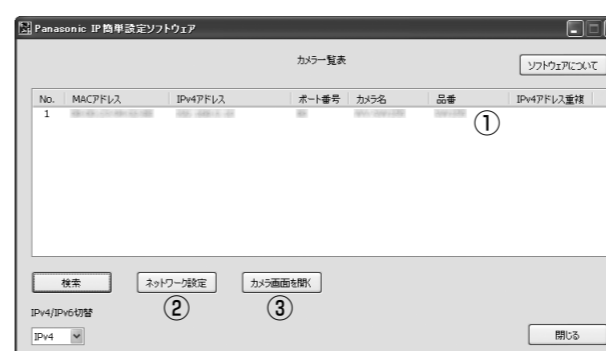 Panasonic IP簡単設定ソフトウェア
カメラ一覧表
ソフトウェアについて
No. MACアドレス IPv4アドレス ポート番号 カメラ名 品番 IPv4アドレス重複
1
①
検索 ネットワーク設定 カメラ画面を開く
② ③
IPv4/IPv6切替
IPv4 閉じる